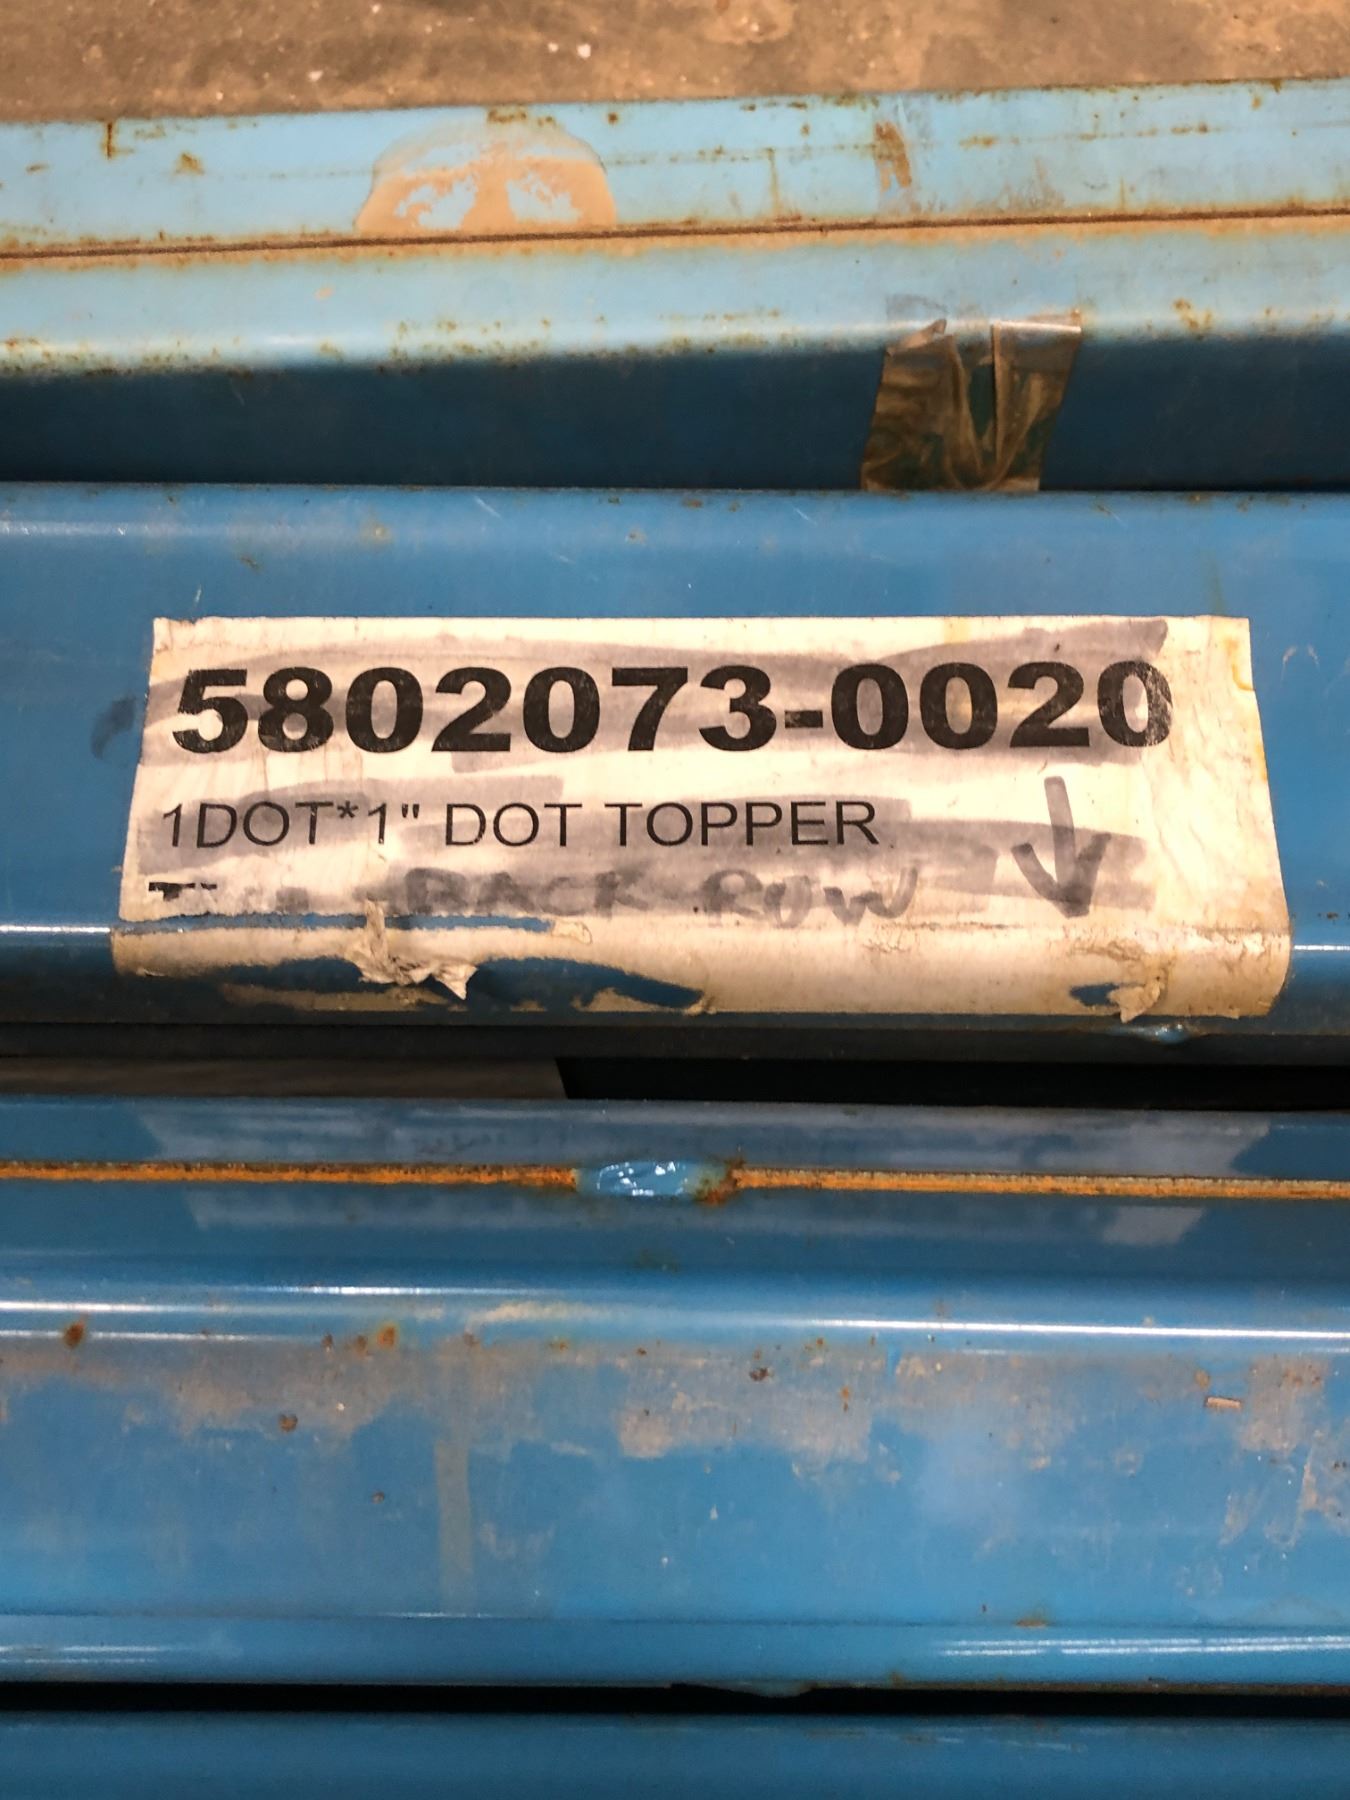 5802073-0020
1DOT*1" DOT TOPPER
BACK ROW ↓